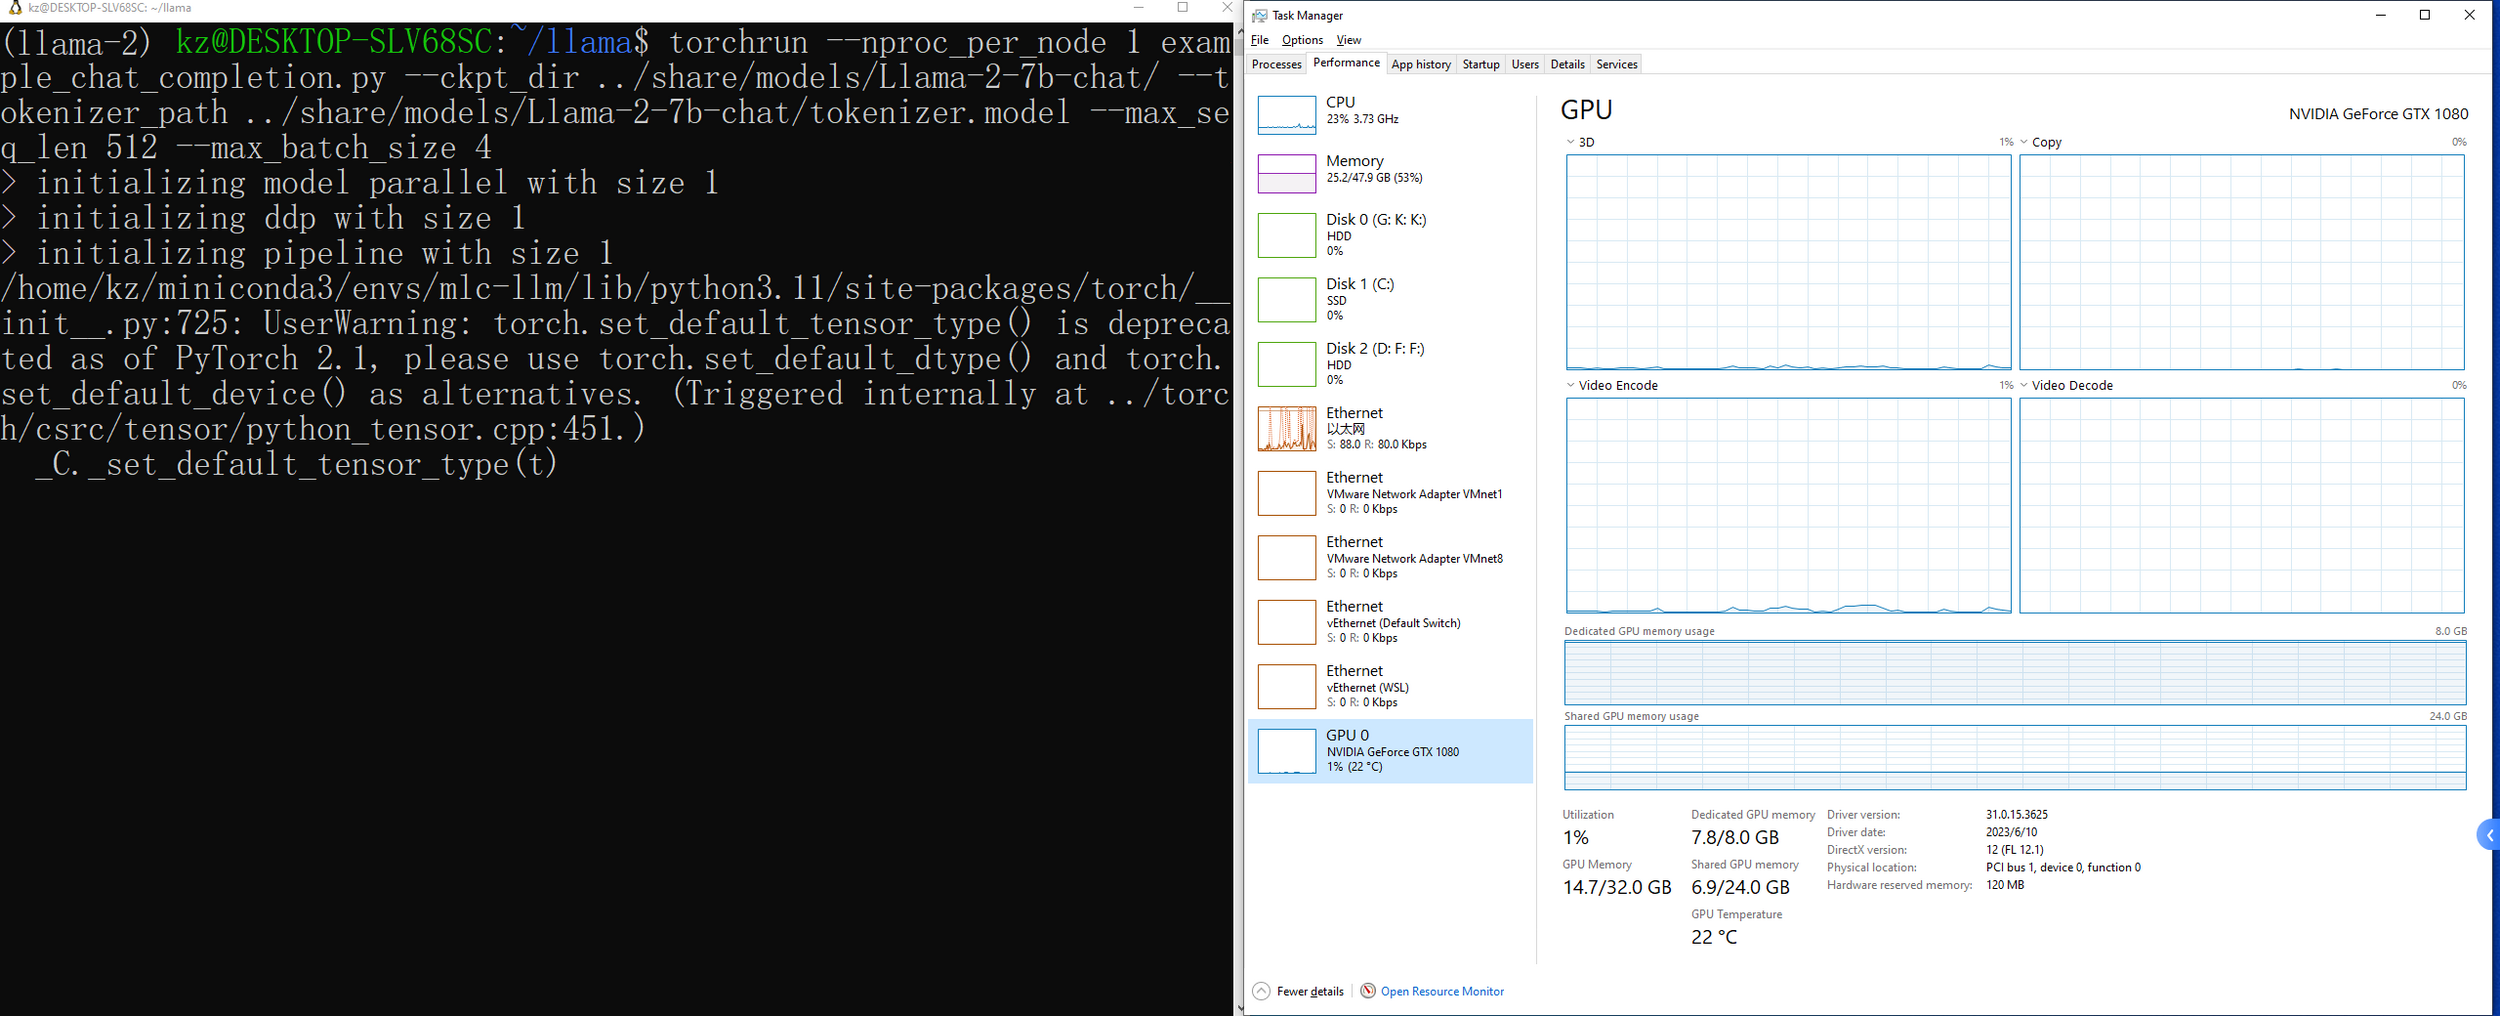 kz@DESKTOP-SLV68SC: ~/llama
(llama-2) kz@DESKTOP-SLV68SC:~/llama$ torchrun --nproc_per_node 1 exam
ple_chat_completion.py --ckpt_dir ../share/models/Llama-2-7b-chat/ --t
okenizer_path ../share/models/Llama-2-7b-chat/tokenizer.model --max_se
q_len 512 --max_batch_size 4
> initializing model parallel with size 1
> initializing ddp with size 1
> initializing pipeline with size 1
/home/kz/miniconda3/envs/mlc-llm/lib/python3.11/site-packages/torch/__
init__.py:725: UserWarning: torch.set_default_tensor_type() is depreca
ted as of PyTorch 2.1, please use torch.set_default_dtype() and torch.
set_default_device() as alternatives. (Triggered internally at ../torc
h/csrc/tensor/python_tensor.cpp:451.)
_C._set_default_tensor_type(t)
Task Manager
File Options View
Processes Performance App history Startup Users Details Services
CPU
23% 3.73 GHz
Memory
25.2/47.9 GB (53%)
Disk 0 (G: K: K:)
HDD
0%
Disk 1 (C:)
SSD
0%
Disk 2 (D: F: F:)
HDD
0%
Ethernet
以太网
S: 88.0 R: 80.0 Kbps
Ethernet
VMware Network Adapter VMnet1
S: 0 R: 0 Kbps
Ethernet
VMware Network Adapter VMnet8
S: 0 R: 0 Kbps
Ethernet
vEthernet (Default Switch)
S: 0 R: 0 Kbps
Ethernet
vEthernet (WSL)
S: 0 R: 0 Kbps
GPU 0
NVIDIA GeForce GTX 1080
1% (22 °C)
GPU NVIDIA GeForce GTX 1080
3D 1% Copy 0%
Video Encode 1% Video Decode 0%
Dedicated GPU memory usage 8.0 GB
Shared GPU memory usage 24.0 GB
Utilization
1%
GPU Memory
14.7/32.0 GB
Dedicated GPU memory
7.8/8.0 GB
Shared GPU memory
6.9/24.0 GB
GPU Temperature
22 °C
Driver version: 31.0.15.3625
Driver date: 2023/6/10
DirectX version: 12 (FL 12.1)
Physical location: PCI bus 1, device 0, function 0
Hardware reserved memory: 120 MB
Fewer details Open Resource Monitor